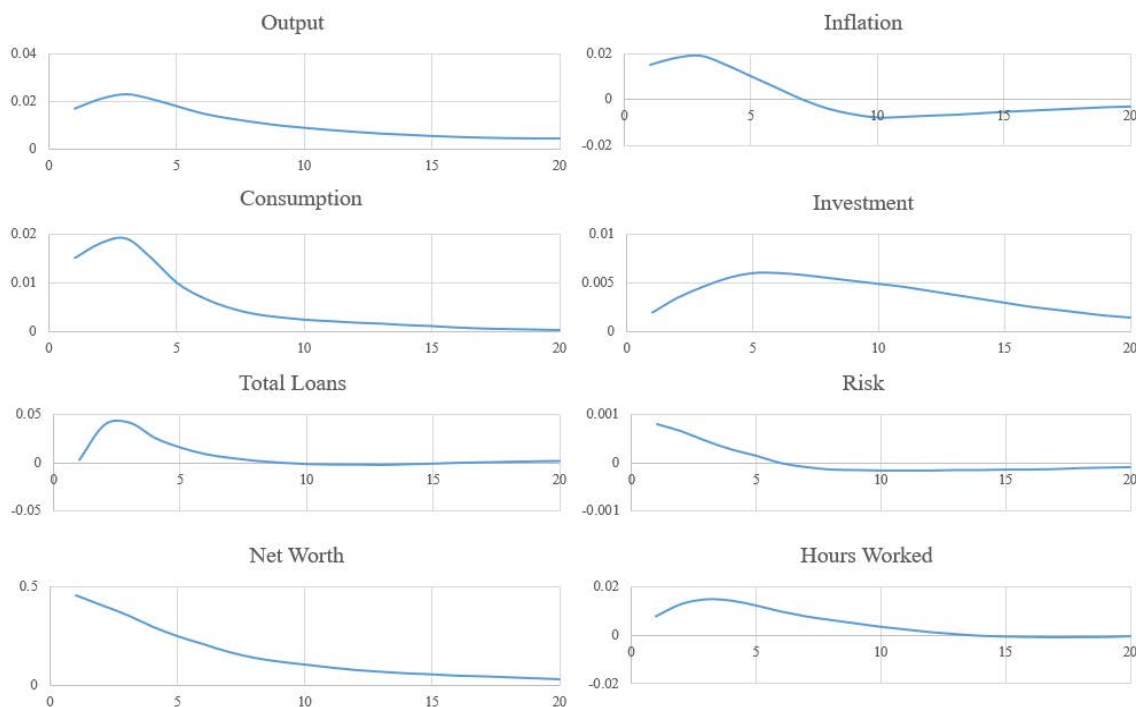 Output
0.04
0.02
0
0 5 10 15 20
Inflation
0.02
0
-0.02
0 5 10 15 20
Consumption
0.02
0.01
0
0 5 10 15 20
Investment
0.01
0.005
0
0 5 10 15 20
Total Loans
0.05
0
-0.05
0 5 10 15 20
Risk
0.001
0
-0.001
0 5 10 15 20
Net Worth
0.5
0
0 5 10 15 20
Hours Worked
0.02
0
-0.02
0 5 10 15 20